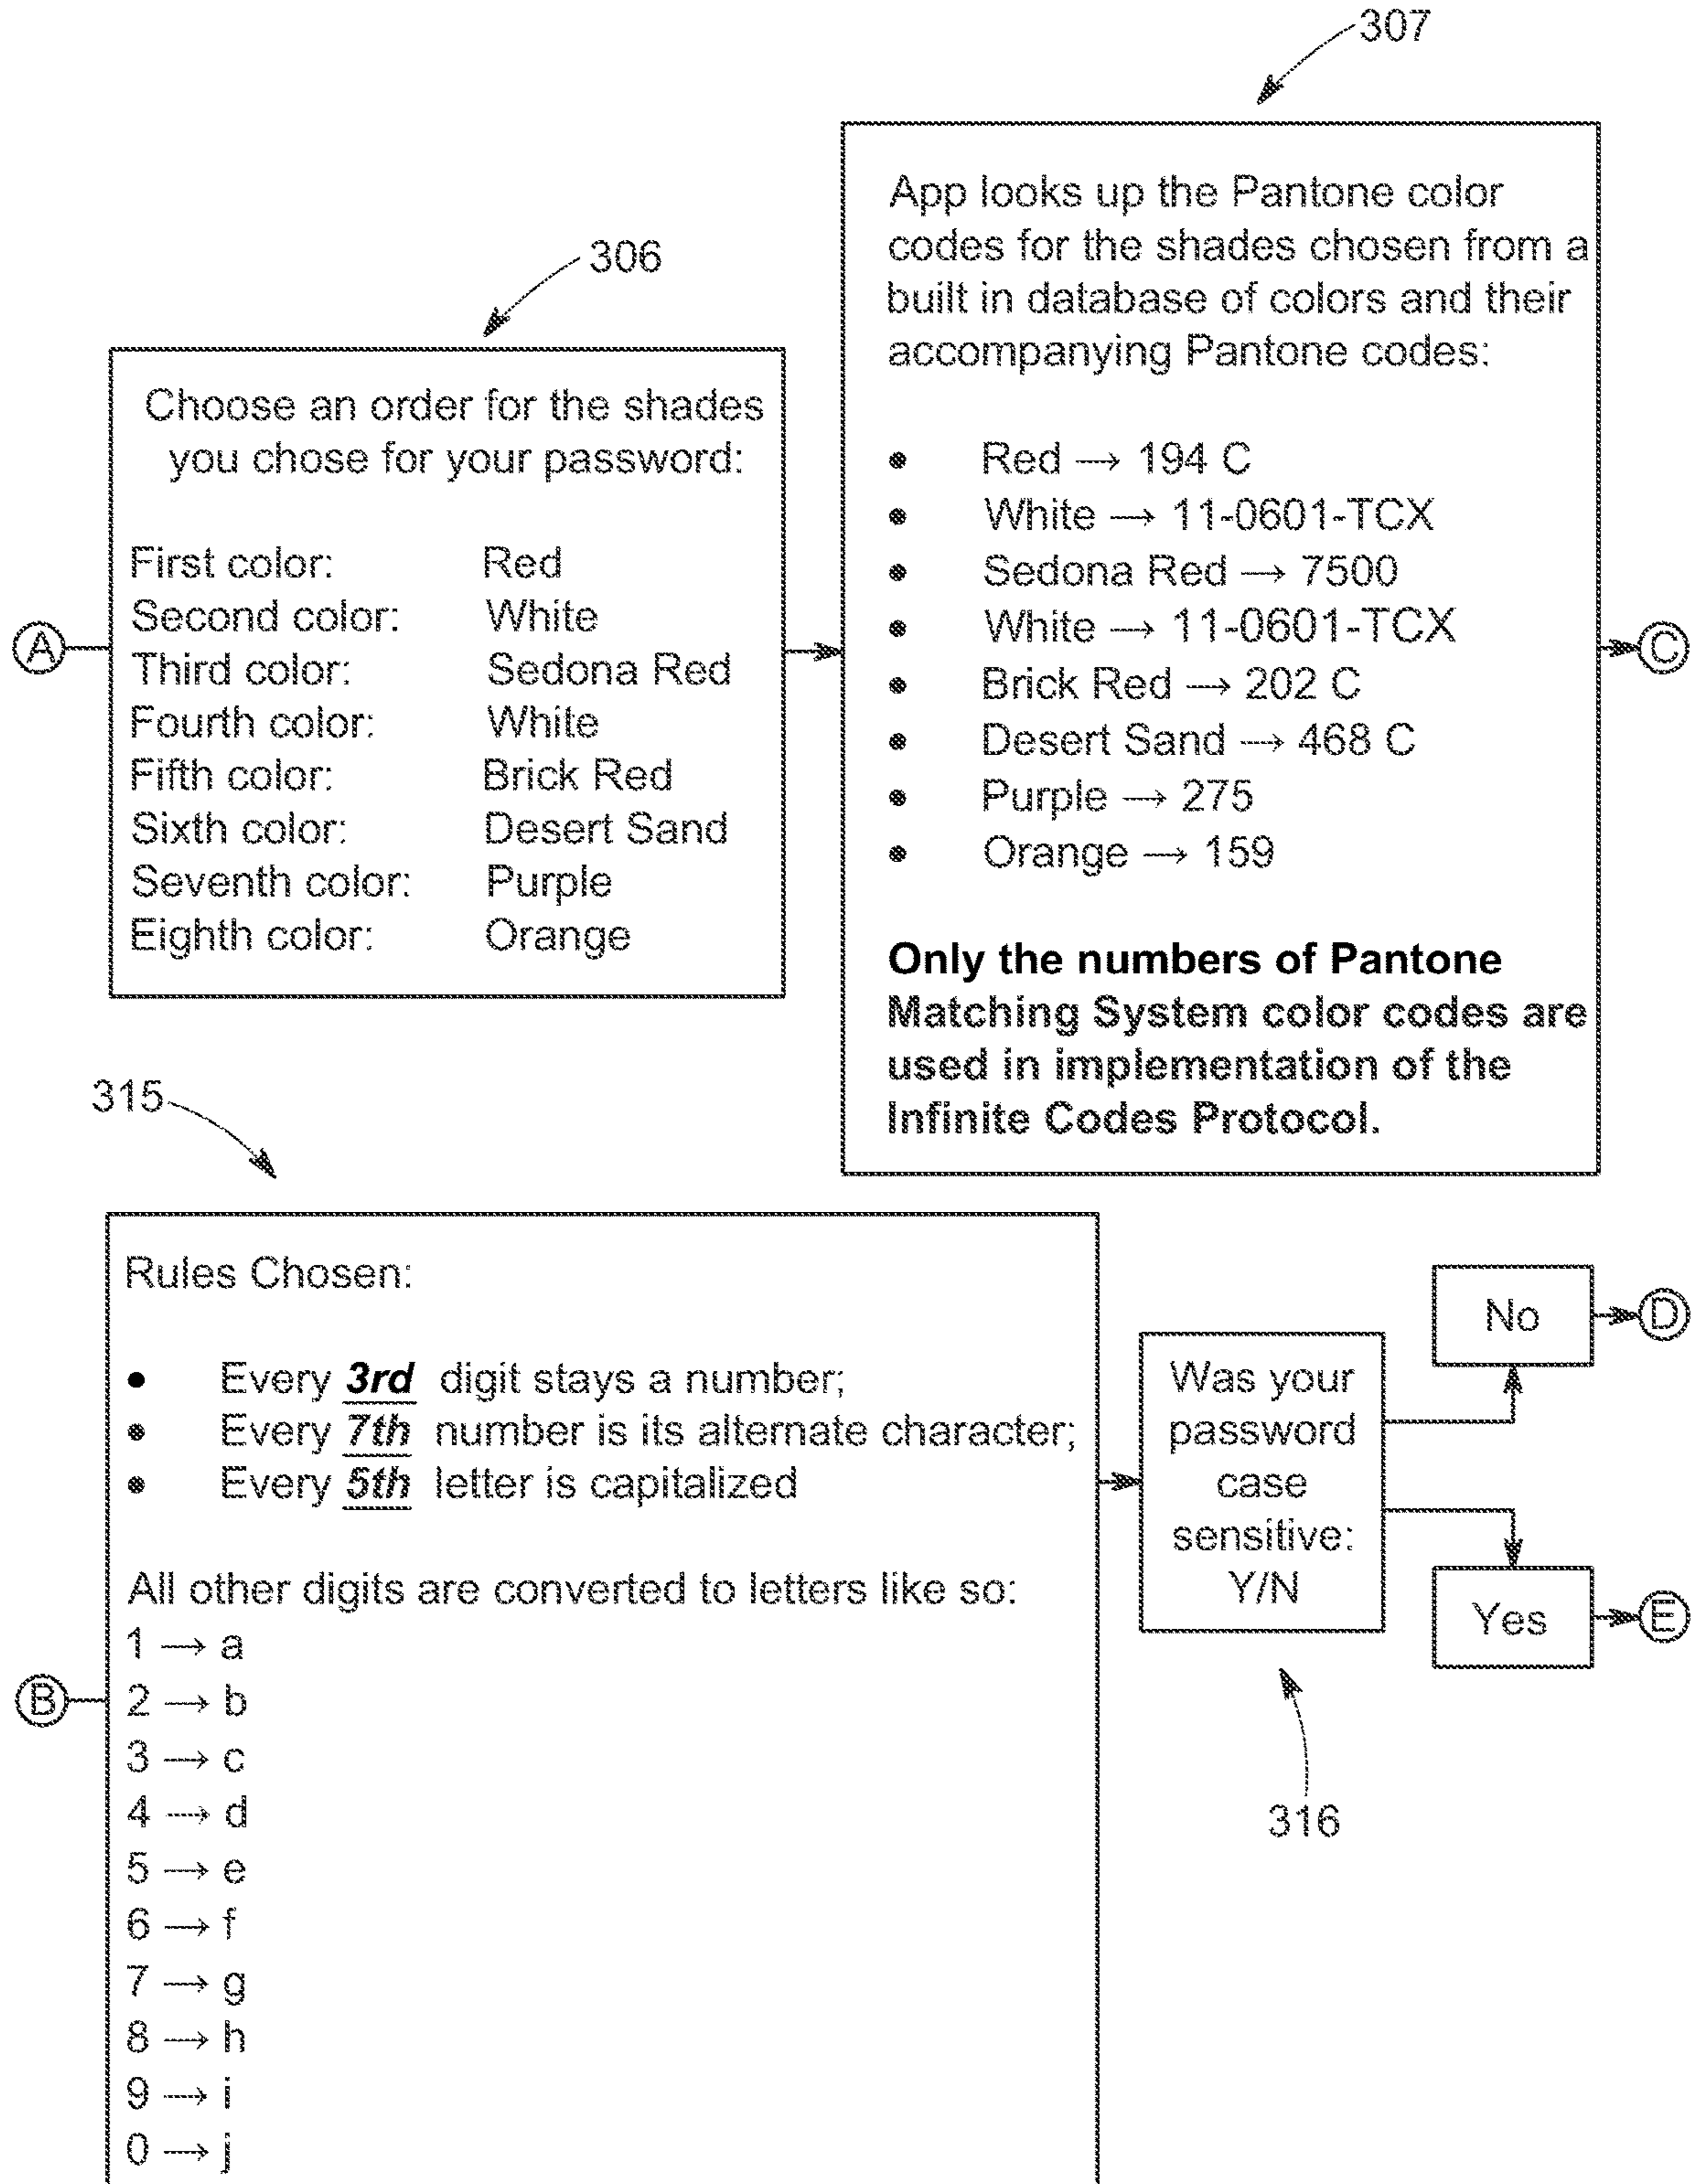 307
306
App looks up the Pantone color
codes for the shades chosen from a
built in database of colors and their
accompanying Pantone codes:
Choose an order for the shades
you chose for your password:
First color: Red
Second color: White
Third color: Sedona Red
Fourth color: White
Fifth color: Brick Red
Sixth color: Desert Sand
Seventh color: Purple
Eighth color: Orange
A
• Red → 194 C
• White → 11-0601-TCX
• Sedona Red → 7500
• White → 11-0601-TCX
• Brick Red → 202 C
• Desert Sand → 468 C
• Purple → 275
• Orange → 159
C
Only the numbers of Pantone
Matching System color codes are
used in implementation of the
Infinite Codes Protocol.
315
Rules Chosen:
• Every 3rd digit stays a number;
• Every 7th number is its alternate character;
• Every 5th letter is capitalized
All other digits are converted to letters like so:
1 → a
2 → b
3 → c
4 → d
5 → e
6 → f
7 → g
8 → h
9 → i
0 → j
B
Was your
password
case
sensitive:
Y/N
316
No
D
Yes
E